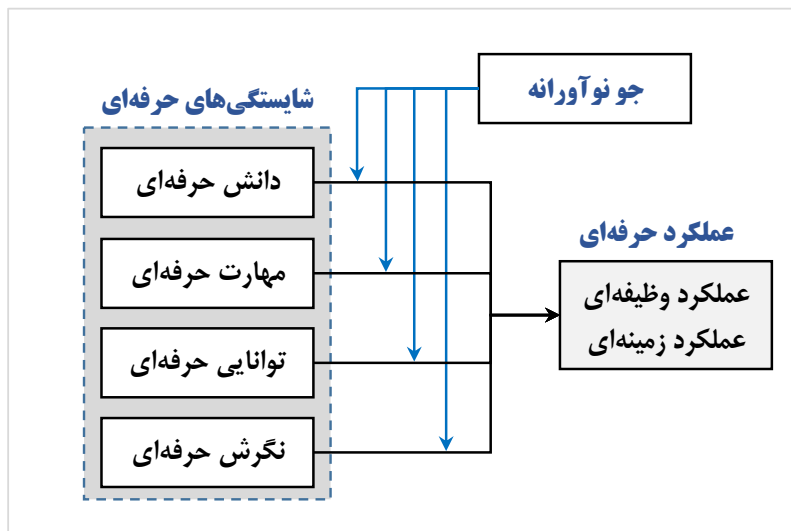 جو نوآورانه
شایستگی‌های حرفه‌ای
دانش حرفه‌ای
مهارت حرفه‌ای
توانایی حرفه‌ای
نگرش حرفه‌ای
عملکرد حرفه‌ای
عملکرد وظیفه‌ای
عملکرد زمینه‌ای